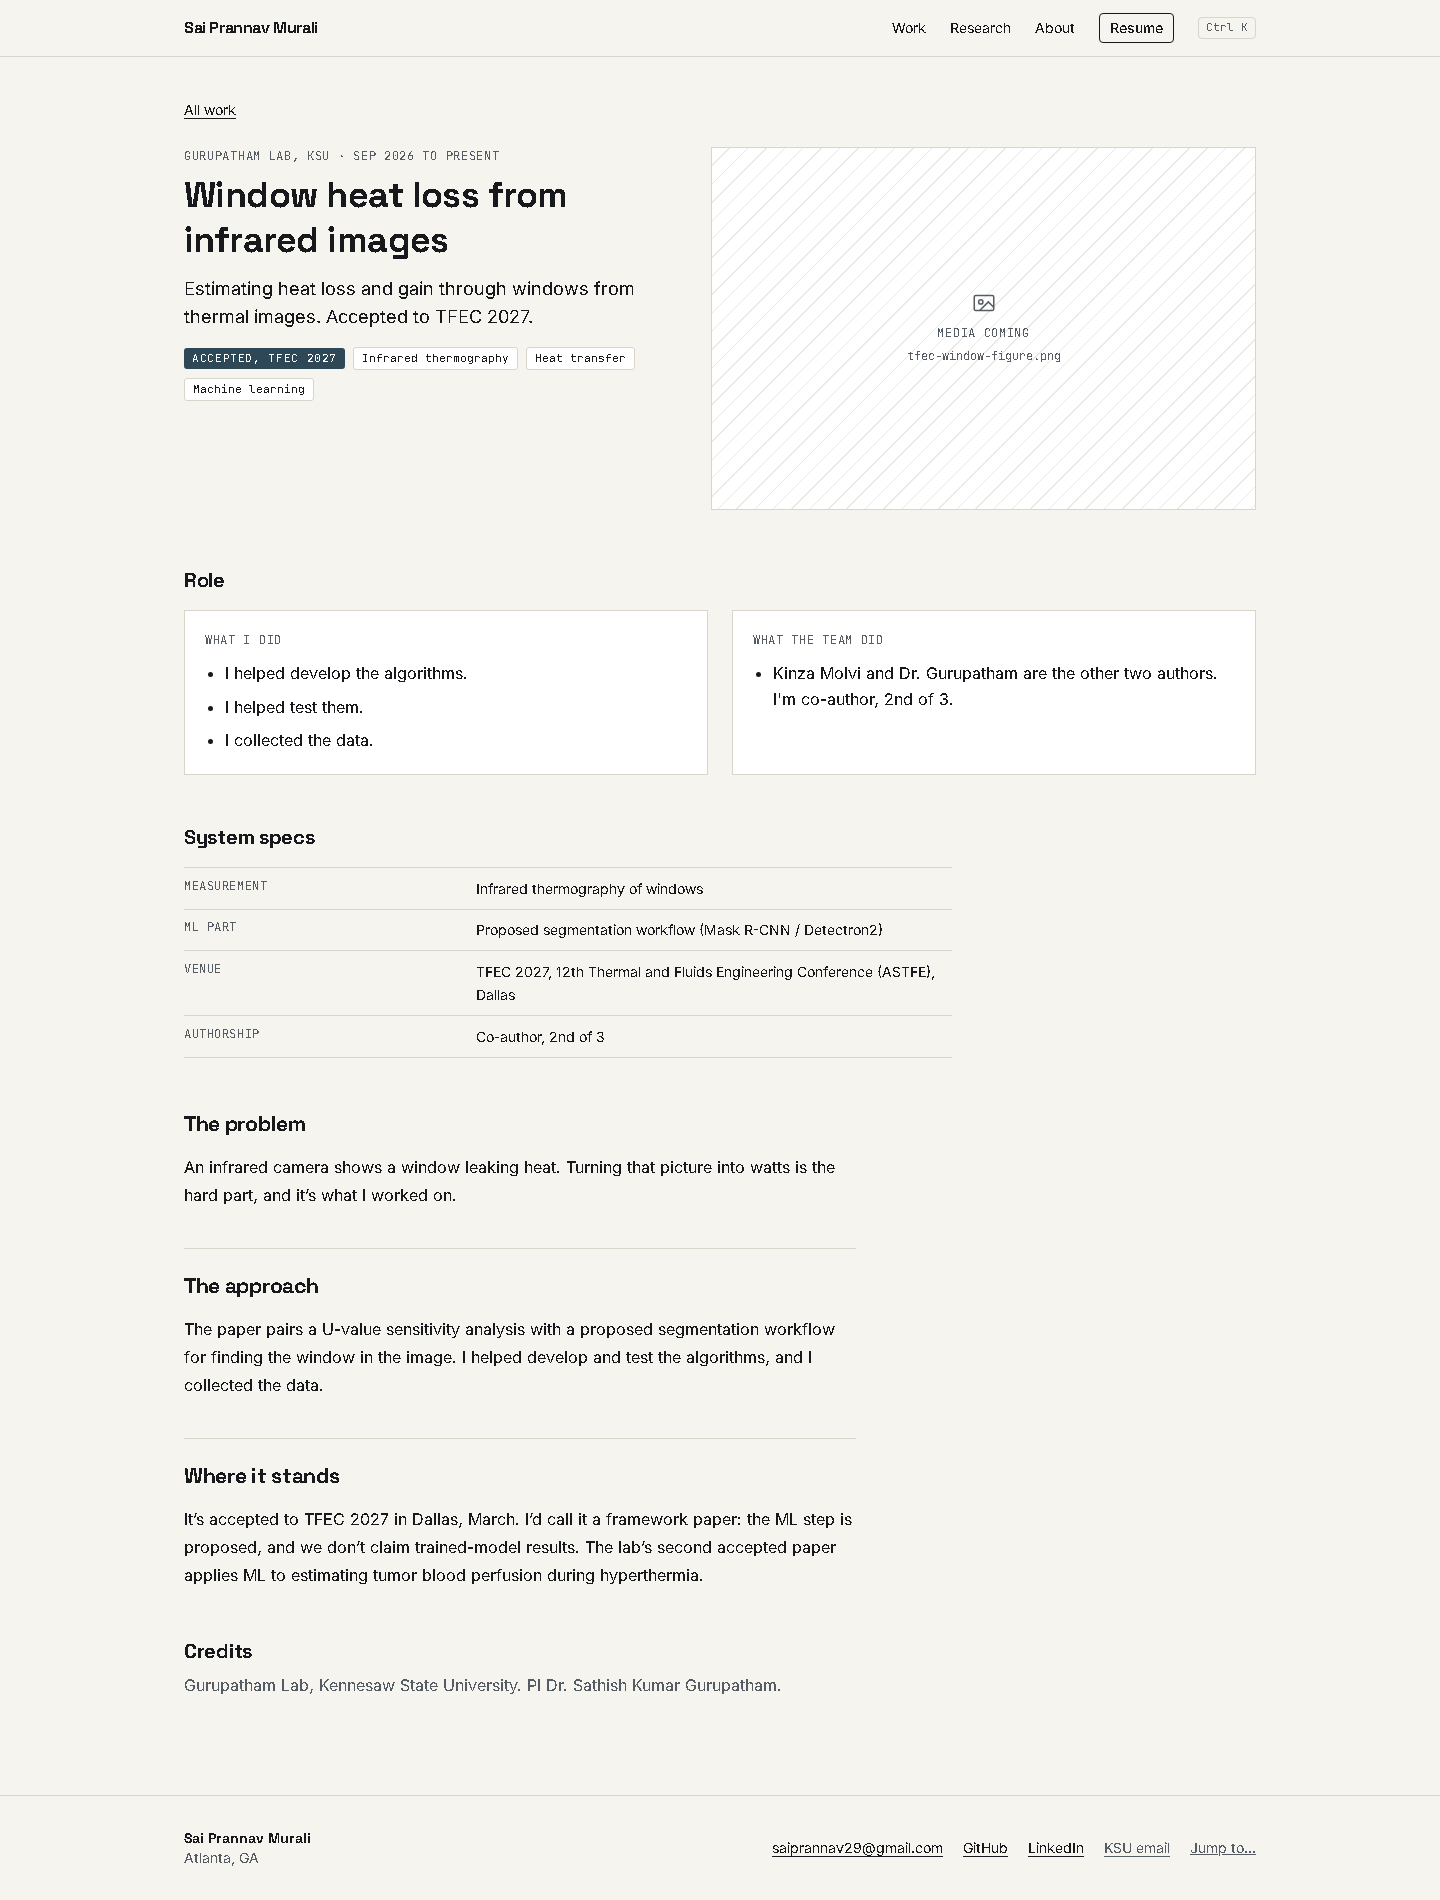 Sai Prannav Murali
Work Research About Resume Ctrl K
All work
GURUPATHAM LAB, KSU · SEP 2026 TO PRESENT
Window heat loss from
infrared images
Estimating heat loss and gain through windows from
thermal images. Accepted to TFEC 2027.
ACCEPTED, TFEC 2027 Infrared thermography Heat transfer
Machine learning
MEDIA COMING
tfec-window-figure.png
Role
WHAT I DID
• I helped develop the algorithms.
• I helped test them.
• I collected the data.
WHAT THE TEAM DID
• Kinza Molvi and Dr. Gurupatham are the other two authors.
I'm co-author, 2nd of 3.
System specs
MEASUREMENT Infrared thermography of windows
ML PART Proposed segmentation workflow (Mask R-CNN / Detectron2)
VENUE TFEC 2027, 12th Thermal and Fluids Engineering Conference (ASTFE),
Dallas
AUTHORSHIP Co-author, 2nd of 3
The problem
An infrared camera shows a window leaking heat. Turning that picture into watts is the
hard part, and it’s what I worked on.
The approach
The paper pairs a U-value sensitivity analysis with a proposed segmentation workflow
for finding the window in the image. I helped develop and test the algorithms, and I
collected the data.
Where it stands
It’s accepted to TFEC 2027 in Dallas, March. I’d call it a framework paper: the ML step is
proposed, and we don’t claim trained-model results. The lab’s second accepted paper
applies ML to estimating tumor blood perfusion during hyperthermia.
Credits
Gurupatham Lab, Kennesaw State University. PI Dr. Sathish Kumar Gurupatham.
Sai Prannav Murali
Atlanta, GA
saiprannav29@gmail.com GitHub LinkedIn KSU email Jump to…